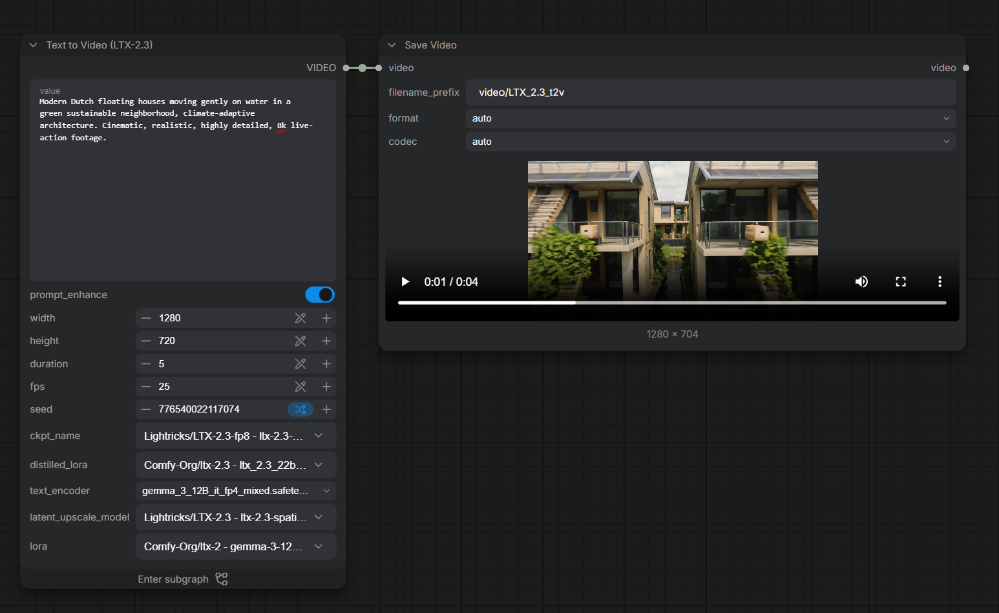 Text to Video (LTX-2.3)
VIDEO
value
Modern Dutch floating houses moving gently on water in a
green sustainable neighborhood, climate-adaptive
architecture. Cinematic, realistic, highly detailed, 8k live-
action footage.
prompt_enhance
width 1280
height 720
duration 5
fps 25
seed 776540022117074
ckpt_name Lightricks/LTX-2.3-fp8 - ltx-2.3-...
distilled_lora Comfy-Org/ltx-2.3 - ltx_2.3_22b...
text_encoder gemma_3_12B_it_fp4_mixed.safete...
latent_upscale_model Lightricks/LTX-2.3 - ltx-2.3-spati...
lora Comfy-Org/ltx-2 - gemma-3-12...
Enter subgraph
Save Video
video video
filename_prefix video/LTX_2.3_t2v
format auto
codec auto
0:01 / 0:04
1280 × 704